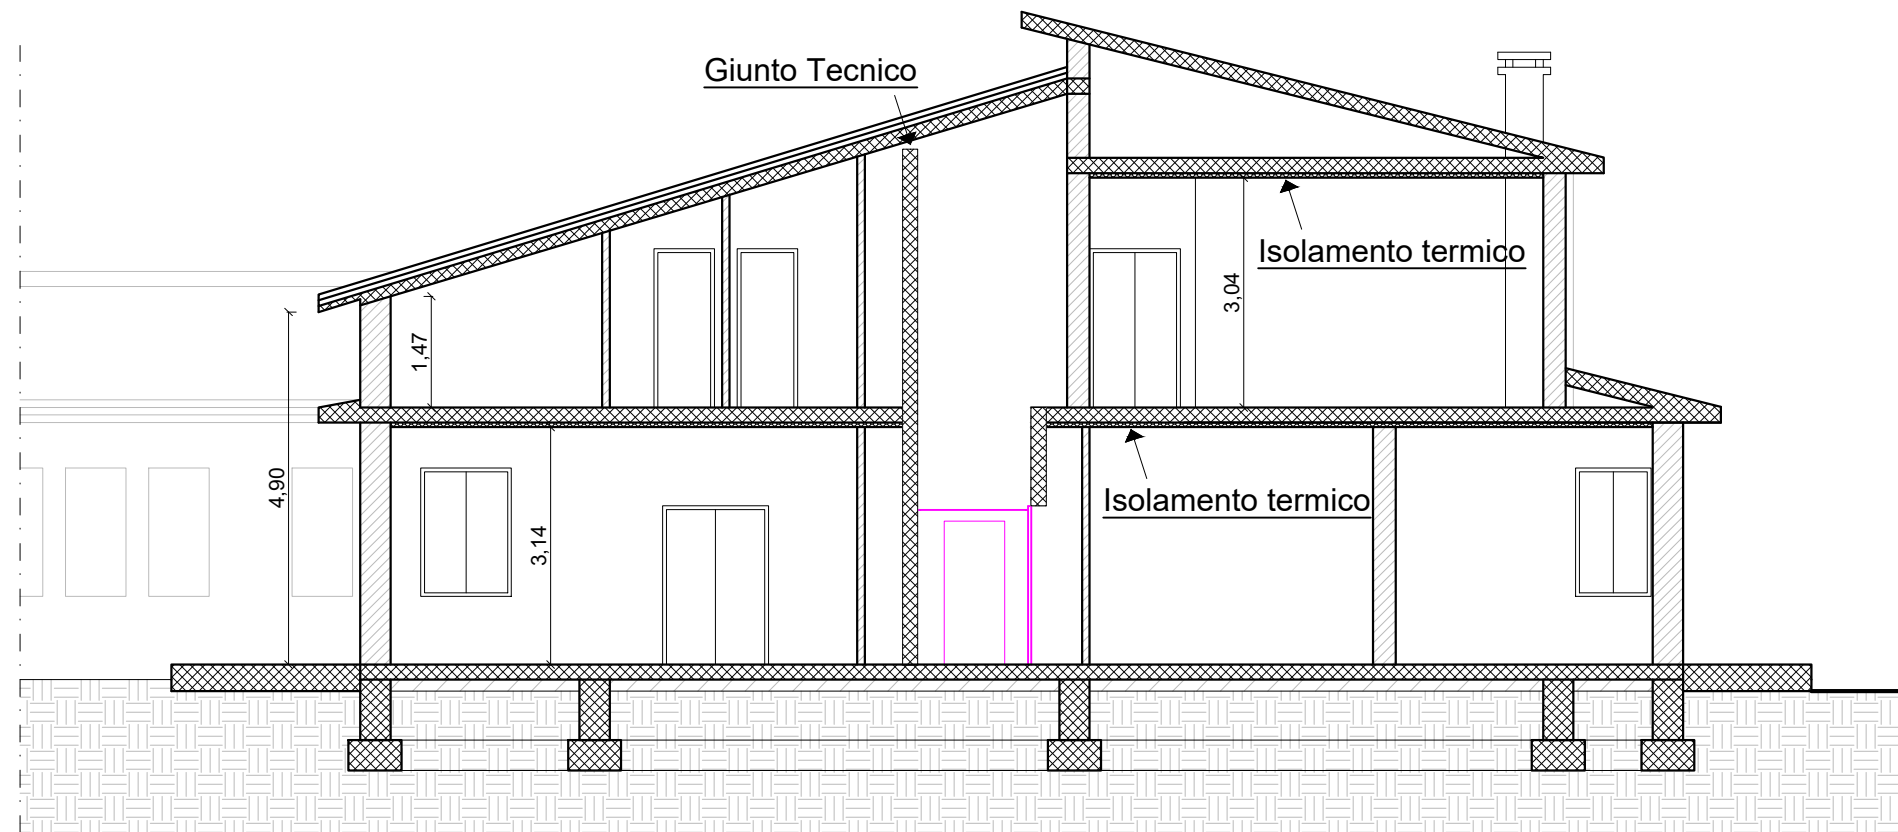 Giunto Tecnico
Isolamento termico
3,04
1,47
4,90
Isolamento termico
3,14